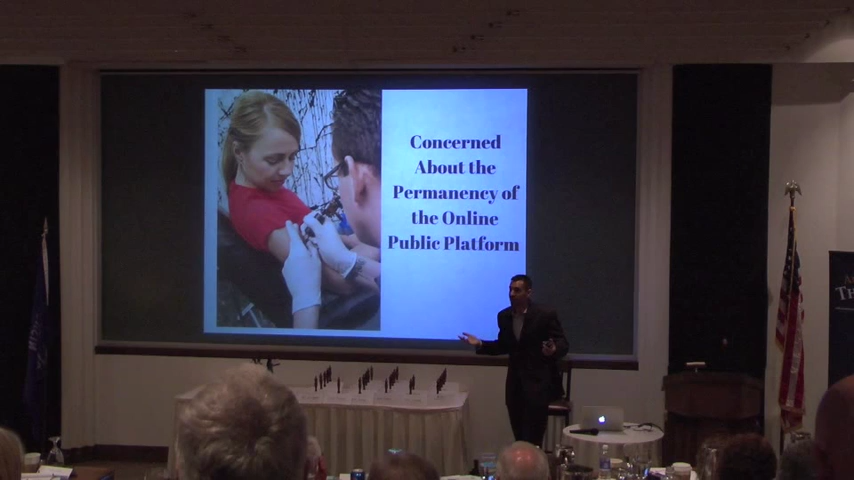 Concerned
About the
Permanency of
the Online
Public Platform